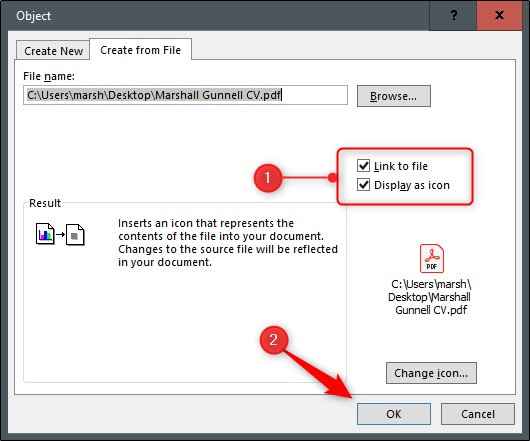 Object
?
Create New
Create from File
File name:
C:\Users\marsh\Desktop\Marshall Gunnell CV.pdf
Browse...
1
Link to file
Display as icon
Result
Inserts an icon that represents the
contents of the file into your document.
Changes to the source file will be reflected
in your document.
PDF
C:\Users\marsh\
Desktop\Marshall
Gunnell CV.pdf
2
Change icon...
OK
Cancel